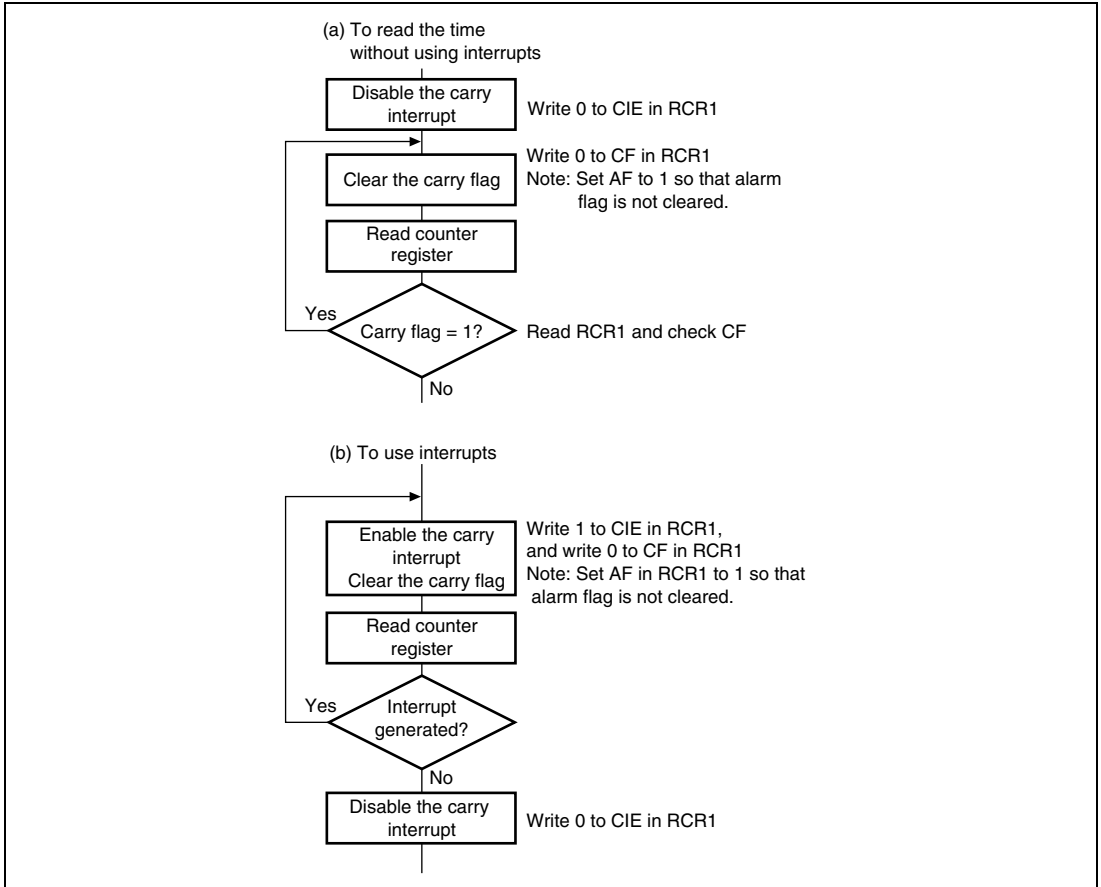 (a) To read the time
without using interrupts
Disable the carry
interrupt
Write 0 to CIE in RCR1
Clear the carry flag
Write 0 to CF in RCR1
Note: Set AF to 1 so that alarm
flag is not cleared.
Read counter
register
Yes
Carry flag = 1?
Read RCR1 and check CF
No
(b) To use interrupts
Enable the carry
interrupt
Clear the carry flag
Write 1 to CIE in RCR1,
and write 0 to CF in RCR1
Note: Set AF in RCR1 to 1 so that
alarm flag is not cleared.
Read counter
register
Yes
Interrupt
generated?
No
Disable the carry
interrupt
Write 0 to CIE in RCR1